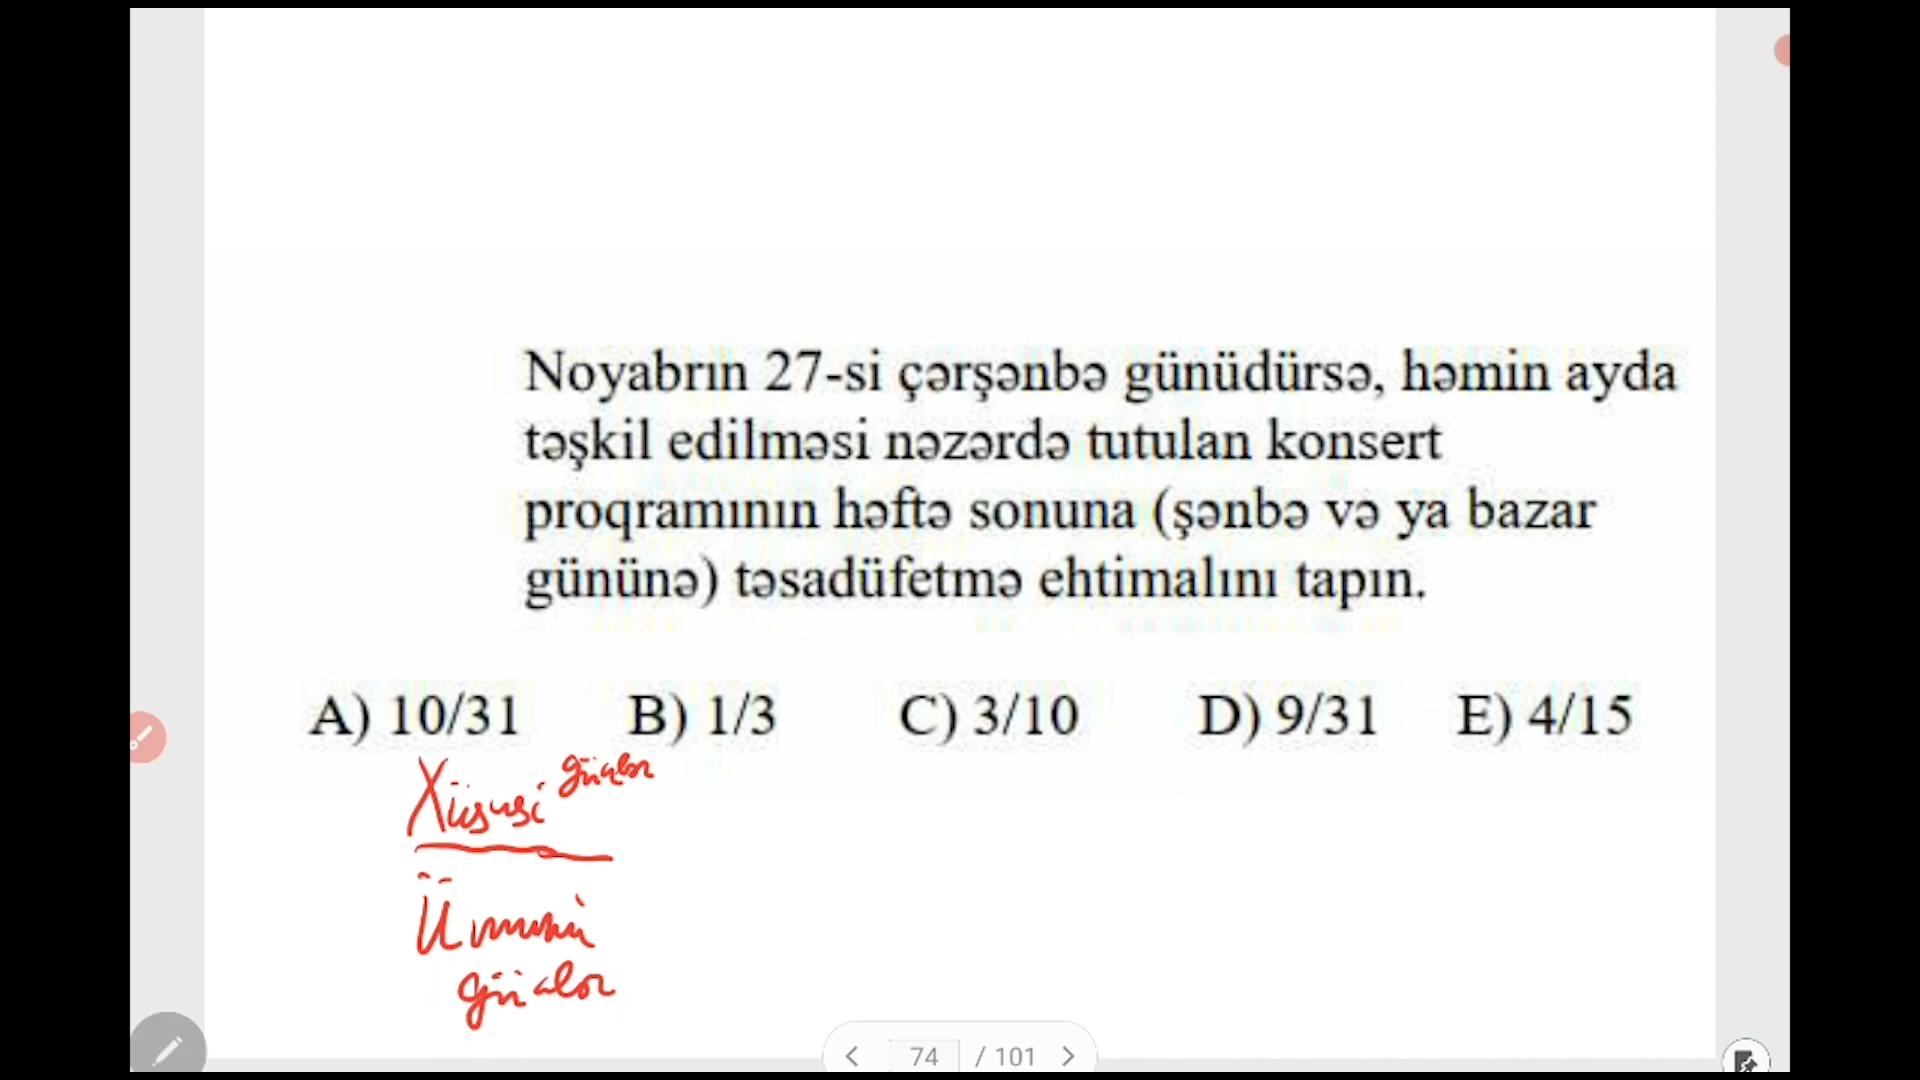 Noyabrın 27-si çərşənbə günüdürsə, həmin ayda
təşkil edilməsi nəzərdə tutulan konsert
proqramının həftə sonuna (şənbə və ya bazar
gününə) təsadüfetmə ehtimalını tapın.
A) 10/31 B) 1/3 C) 3/10 D) 9/31 E) 4/15
Xüsusi günlər
Ümumi
günlər
74 / 101